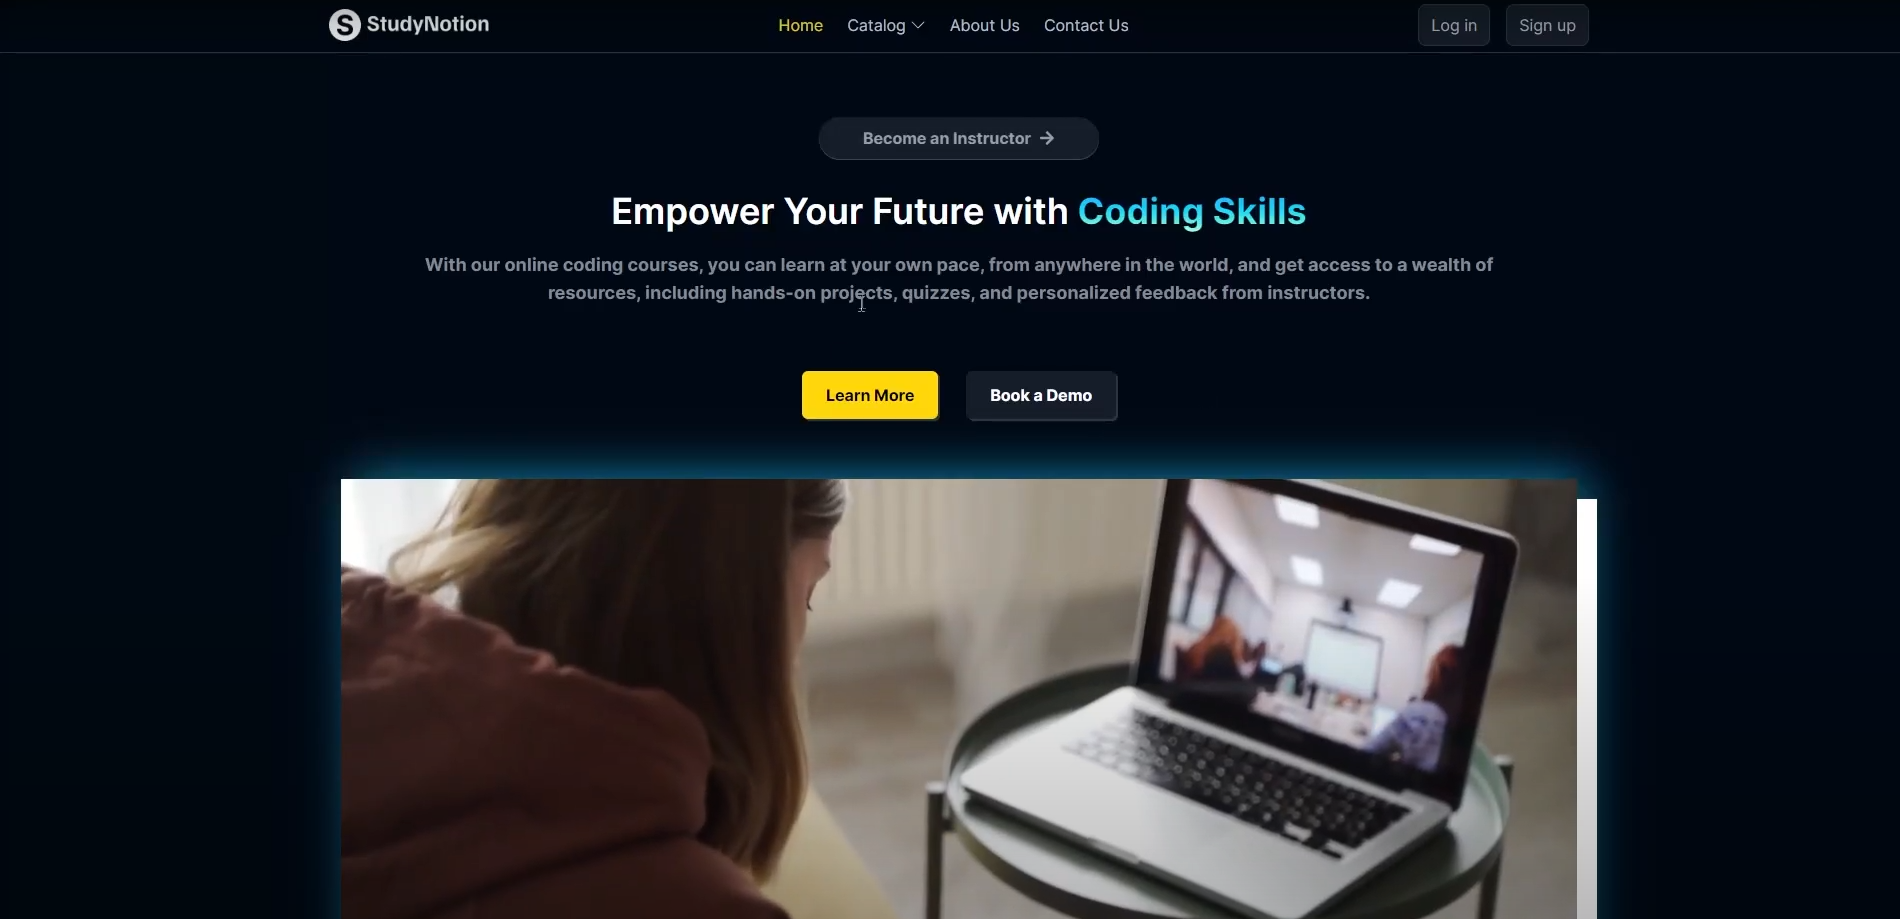 StudyNotion
Home Catalog About Us Contact Us
Log in Sign up
Become an Instructor
Empower Your Future with Coding Skills
With our online coding courses, you can learn at your own pace, from anywhere in the world, and get access to a wealth of
resources, including hands-on projects, quizzes, and personalized feedback from instructors.
Learn More Book a Demo